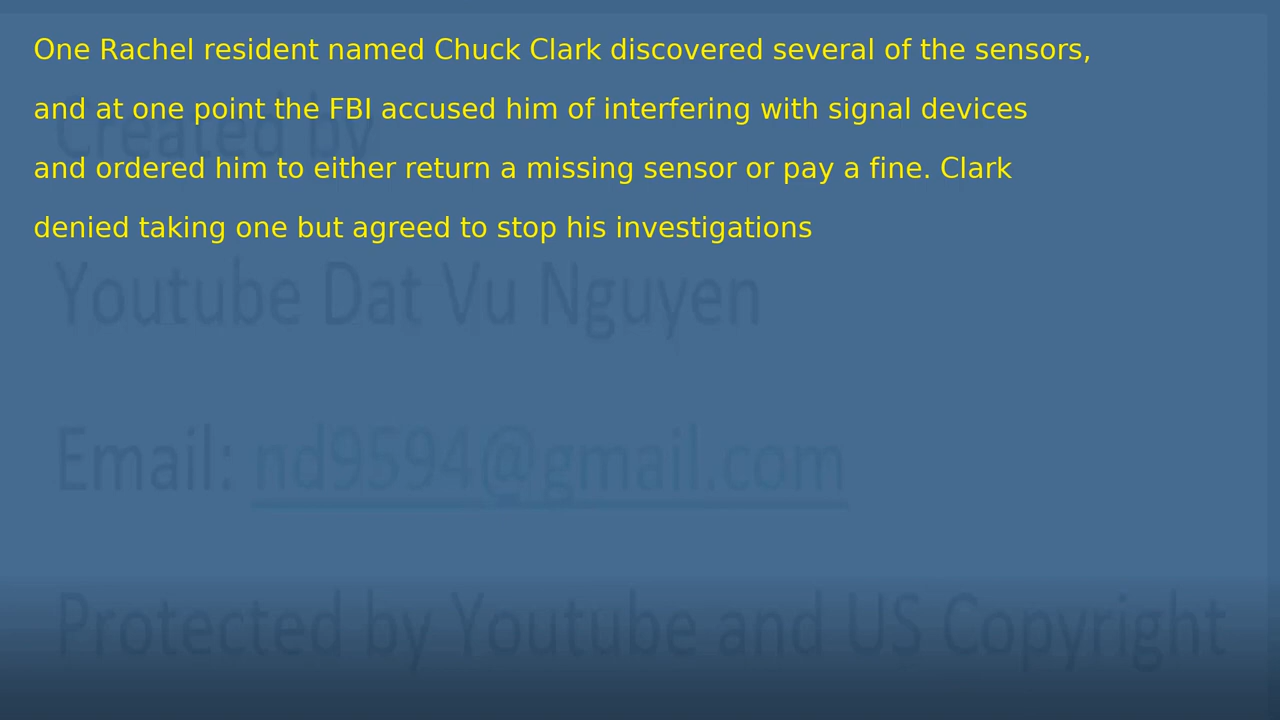 One Rachel resident named Chuck Clark discovered several of the sensors,
and at one point the FBI accused him of interfering with signal devices
and ordered him to either return a missing sensor or pay a fine. Clark
denied taking one but agreed to stop his investigations
Created by
Youtube Dat Vu Nguyen
Email: nd9594@gmail.com
Protected by Youtube and US Copyright